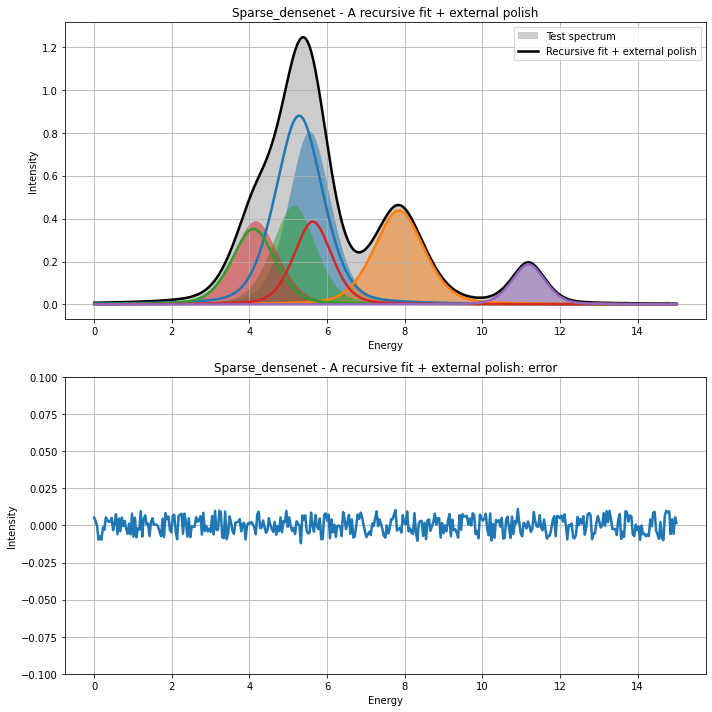 Sparse_densenet - A recursive fit + external polish
Test spectrum
Recursive fit + external polish
Intensity
1.2
1.0
0.8
0.6
0.4
0.2
0.0
0 2 4 6 8 10 12 14
Energy
Sparse_densenet - A recursive fit + external polish: error
Intensity
0.100
0.075
0.050
0.025
0.000
−0.025
−0.050
−0.075
−0.100
0 2 4 6 8 10 12 14
Energy